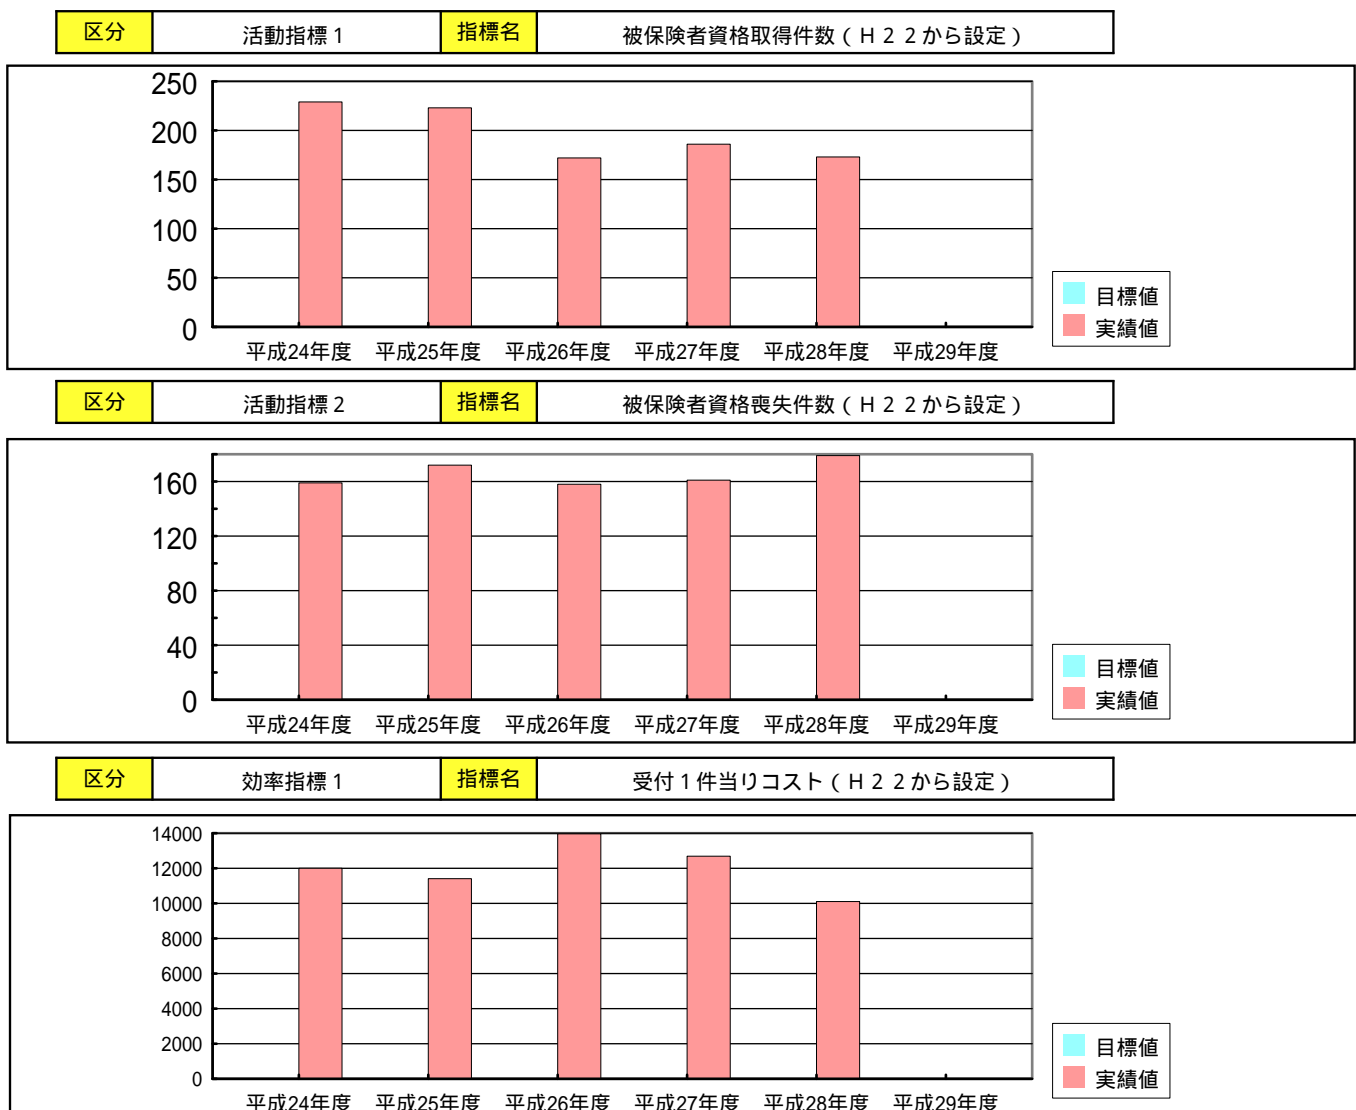 区分 活動指標1 指標名 被保険者資格取得件数(H22から設定)
250
200
150
100
50
0
平成24年度 平成25年度 平成26年度 平成27年度 平成28年度 平成29年度
目標値
実績値
区分 活動指標2 指標名 被保険者資格喪失件数(H22から設定)
160
120
80
40
0
平成24年度 平成25年度 平成26年度 平成27年度 平成28年度 平成29年度
目標値
実績値
区分 効率指標1 指標名 受付1件当りコスト(H22から設定)
14000
12000
10000
8000
6000
4000
2000
0
平成24年度 平成25年度 平成26年度 平成27年度 平成28年度 平成29年度
目標値
実績値